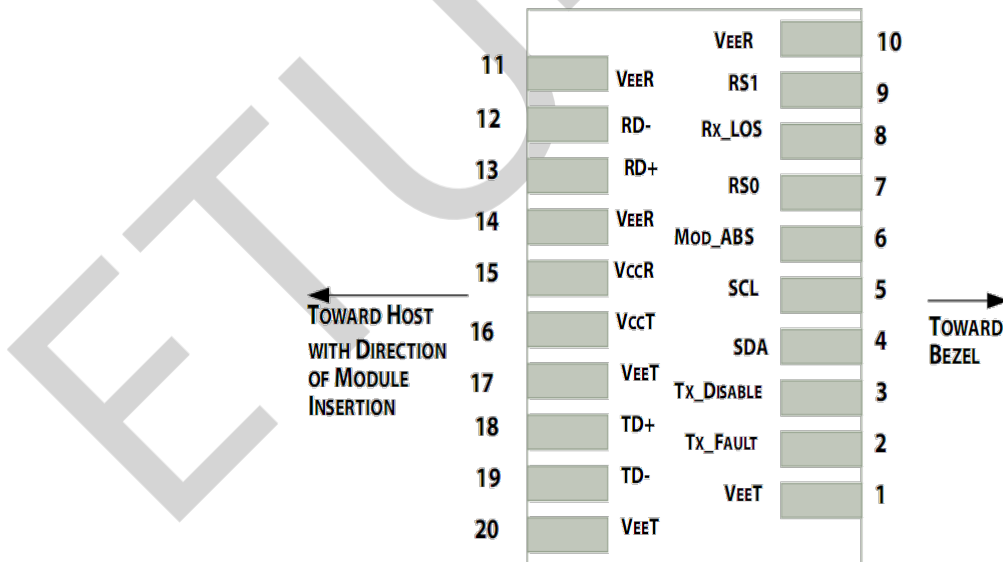 VEER 10
11 VEER
RS1 9
12 RD-
RX_LOS 8
13 RD+
RS0 7
14 VEER
MOD_ABS 6
15 VCCR
SCL 5
TOWARD HOST
WITH DIRECTION
OF MODULE
INSERTION
TOWARD
BEZEL
16 VCCT
SDA 4
17 VEET
TX_DISABLE 3
18 TD+
TX_FAULT 2
19 TD-
VEET 1
20 VEET
ETU